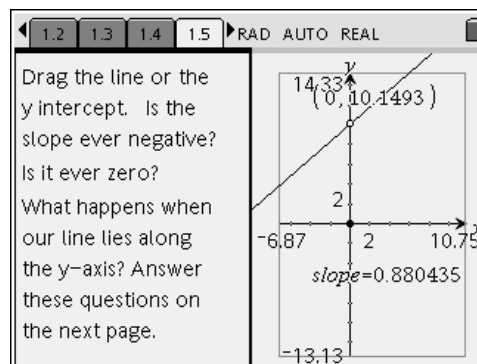 1.2 1.3 1.4 1.5 RAD AUTO REAL
Drag the line or the
y intercept. Is the
slope ever negative?
Is it ever zero?
What happens when
our line lies along
the y-axis? Answer
these questions on
the next page.
y
14.33
(0,10.1493)
2
-6.87
2
10.75
slope=0.880435
-13.13